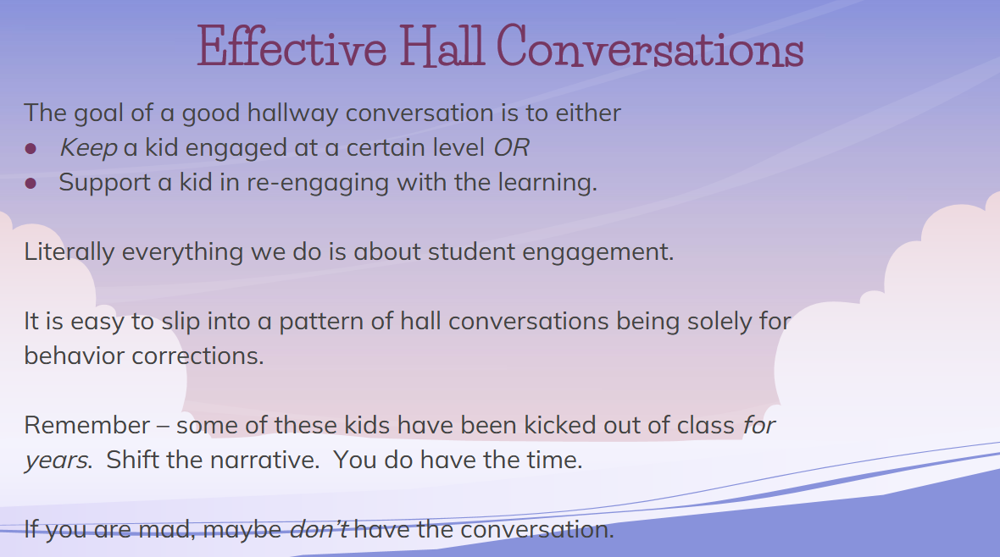 Effective Hall Conversations
The goal of a good hallway conversation is to either
● Keep a kid engaged at a certain level OR
● Support a kid in re-engaging with the learning.
Literally everything we do is about student engagement.
It is easy to slip into a pattern of hall conversations being solely for
behavior corrections.
Remember – some of these kids have been kicked out of class for
years. Shift the narrative. You do have the time.
If you are mad, maybe don’t have the conversation.